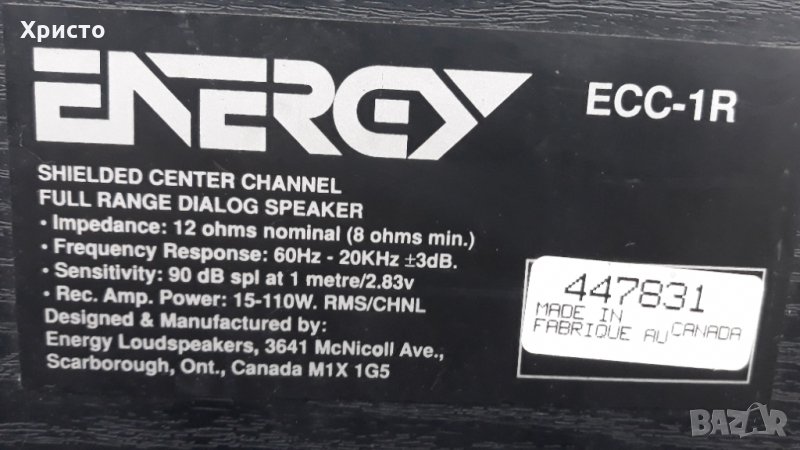 Христо
ENERGY
ECC-1R
SHIELDED CENTER CHANNEL
FULL RANGE DIALOG SPEAKER
• Impedance: 12 ohms nominal (8 ohms min.)
• Frequency Response: 60Hz - 20KHz ±3dB.
• Sensitivity: 90 dB spl at 1 metre/2.83v
• Rec. Amp. Power: 15-110W. RMS/CHNL
Designed & Manufactured by:
Energy Loudspeakers, 3641 McNicoll Ave.,
Scarborough, Ont., Canada M1X 1G5
447831
MADE IN
FABRIQUE AU CANADA
BAZAR